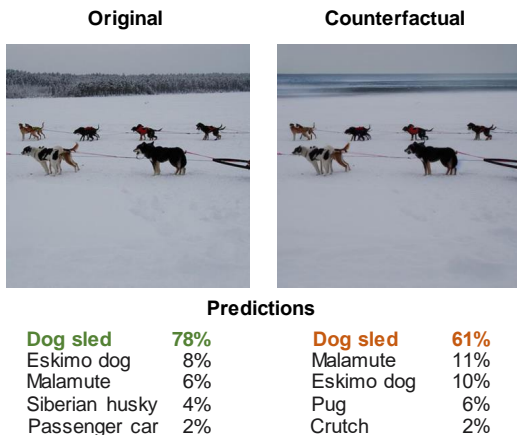 Original Counterfactual
Predictions
Dog sled 78% Dog sled 61%
Eskimo dog 8% Malamute 11%
Malamute 6% Eskimo dog 10%
Siberian husky 4% Pug 6%
Passenger car 2% Crutch 2%